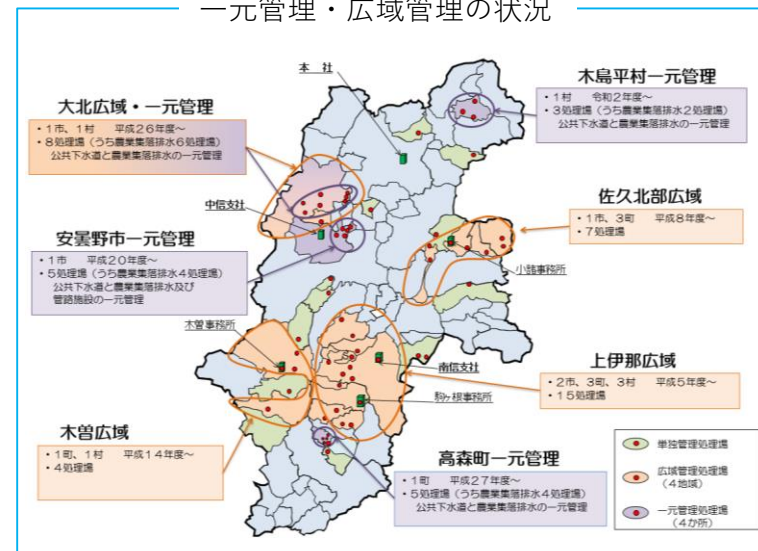 一元管理・広域管理の状況
本社
木島平村一元管理
・1村　令和2年度～
・3処理場（うち農業集落排水2処理場）
公共下水道と農業集落排水の一元管理
大北広域・一元管理
・1市、1村　平成26年度～
・8処理場（うち農業集落排水6処理場）
公共下水道と農業集落排水の一元管理
中信支社
佐久北部広域
・1市、3町　平成8年度～
・7処理場
小諸事務所
安曇野市一元管理
・1市　平成20年度～
・5処理場（うち農業集落排水4処理場）
公共下水道と農業集落排水及び
管路施設の一元管理
木曽事務所
南信支社
駒ヶ根事務所
上伊那広域
・2市、3町、3村　平成5年度～
・15処理場
木曽広域
・1町、1村　平成14年度～
・4処理場
高森町一元管理
・1町　平成27年度～
・5処理場（うち農業集落排水4処理場）
公共下水道と農業集落排水の一元管理
単独管理処理場
広域管理処理場
（4地域）
一元管理処理場
（4か所）